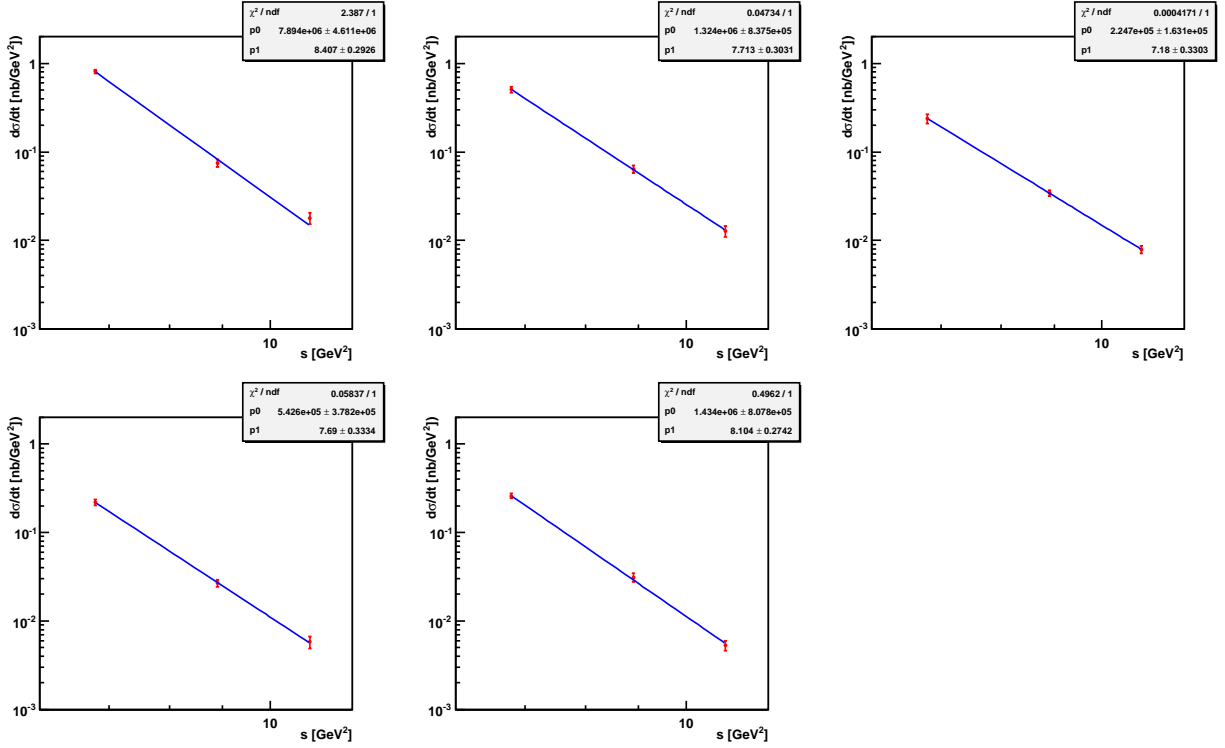 χ² / ndf 2.387 / 1
p0 7.894e+06 ± 4.611e+06
p1 8.407 ± 0.2926
dσ/dt [nb/GeV²])
1
10⁻¹
10⁻²
10⁻³
10
s [GeV²]
χ² / ndf 0.04734 / 1
p0 1.324e+06 ± 8.375e+05
p1 7.713 ± 0.3031
dσ/dt [nb/GeV²])
1
10⁻¹
10⁻²
10⁻³
10
s [GeV²]
χ² / ndf 0.0004171 / 1
p0 2.247e+05 ± 1.631e+05
p1 7.18 ± 0.3303
dσ/dt [nb/GeV²])
1
10⁻¹
10⁻²
10⁻³
10
s [GeV²]
χ² / ndf 0.05837 / 1
p0 5.426e+05 ± 3.782e+05
p1 7.69 ± 0.3334
dσ/dt [nb/GeV²])
1
10⁻¹
10⁻²
10⁻³
10
s [GeV²]
χ² / ndf 0.4962 / 1
p0 1.434e+06 ± 8.078e+05
p1 8.104 ± 0.2742
dσ/dt [nb/GeV²])
1
10⁻¹
10⁻²
10⁻³
10
s [GeV²]